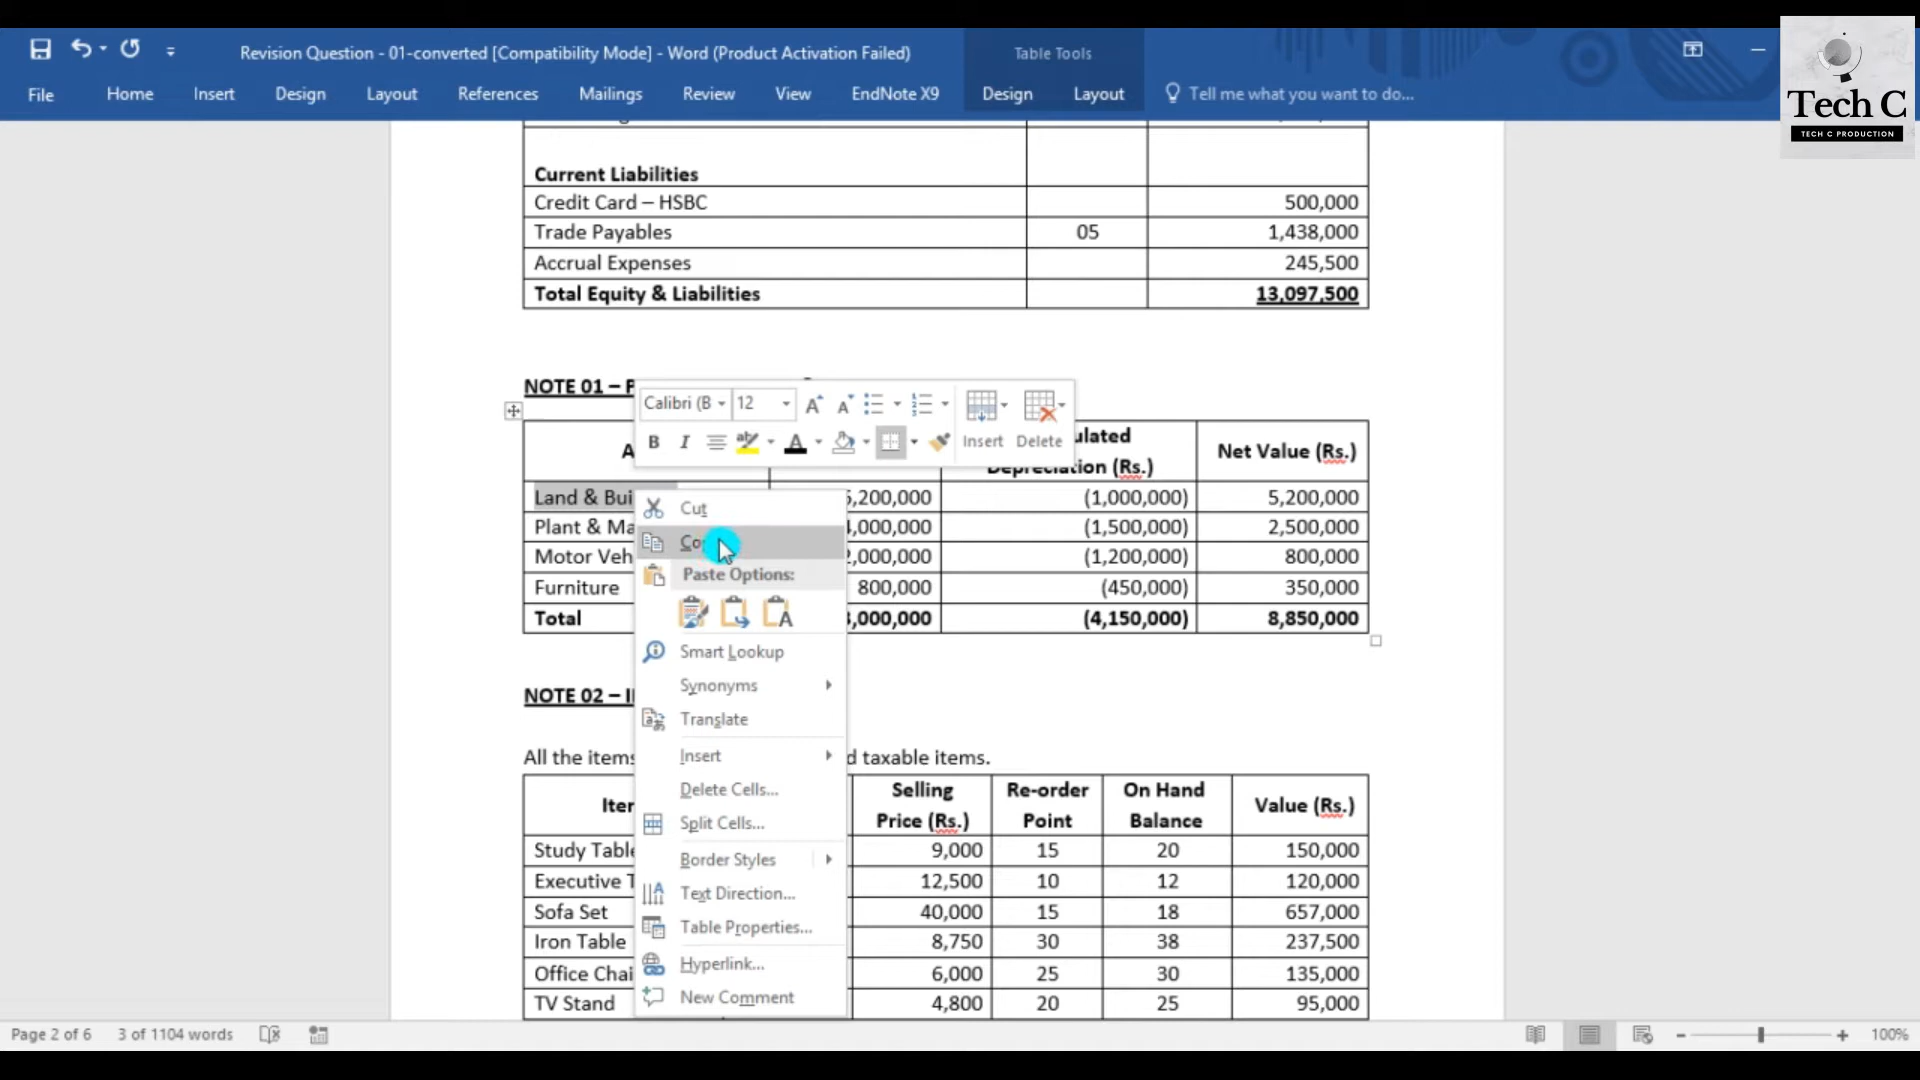 Revision Question - 01-converted [Compatibility Mode] - Word (Product Activation Failed)
Table Tools
File Home Insert Design Layout References Mailings Review View EndNote X9 Design Layout Tell me what you want to do...
Tech C
TECH C PRODUCTION
Current Liabilities
Credit Card – HSBC 500,000
Trade Payables 05 1,438,000
Accrual Expenses 245,500
Total Equity & Liabilities 13,097,500
NOTE 01 – P
Calibri (B 12
Insert Delete
Depreciation (Rs.) Net Value (Rs.)
Land & Bui 5,200,000
(1,000,000) 5,200,000
Plant & Ma ,000,000 (1,500,000) 2,500,000
Motor Veh 2,000,000 (1,200,000) 800,000
Furniture 800,000 (450,000) 350,000
Total ,000,000 (4,150,000) 8,850,000
Cut
Paste Options:
Smart Lookup
Synonyms
Translate
Insert
Delete Cells...
Split Cells...
Border Styles
Text Direction...
Table Properties...
Hyperlink...
New Comment
NOTE 02 – I
All the items d taxable items.
Selling Price (Rs.) Re-order Point On Hand Balance Value (Rs.)
Study Table 9,000 15 20 150,000
Executive T 12,500 10 12 120,000
Sofa Set 40,000 15 18 657,000
Iron Table 8,750 30 38 237,500
Office Chai 6,000 25 30 135,000
TV Stand 4,800 20 25 95,000
Page 2 of 6 3 of 1104 words 100%